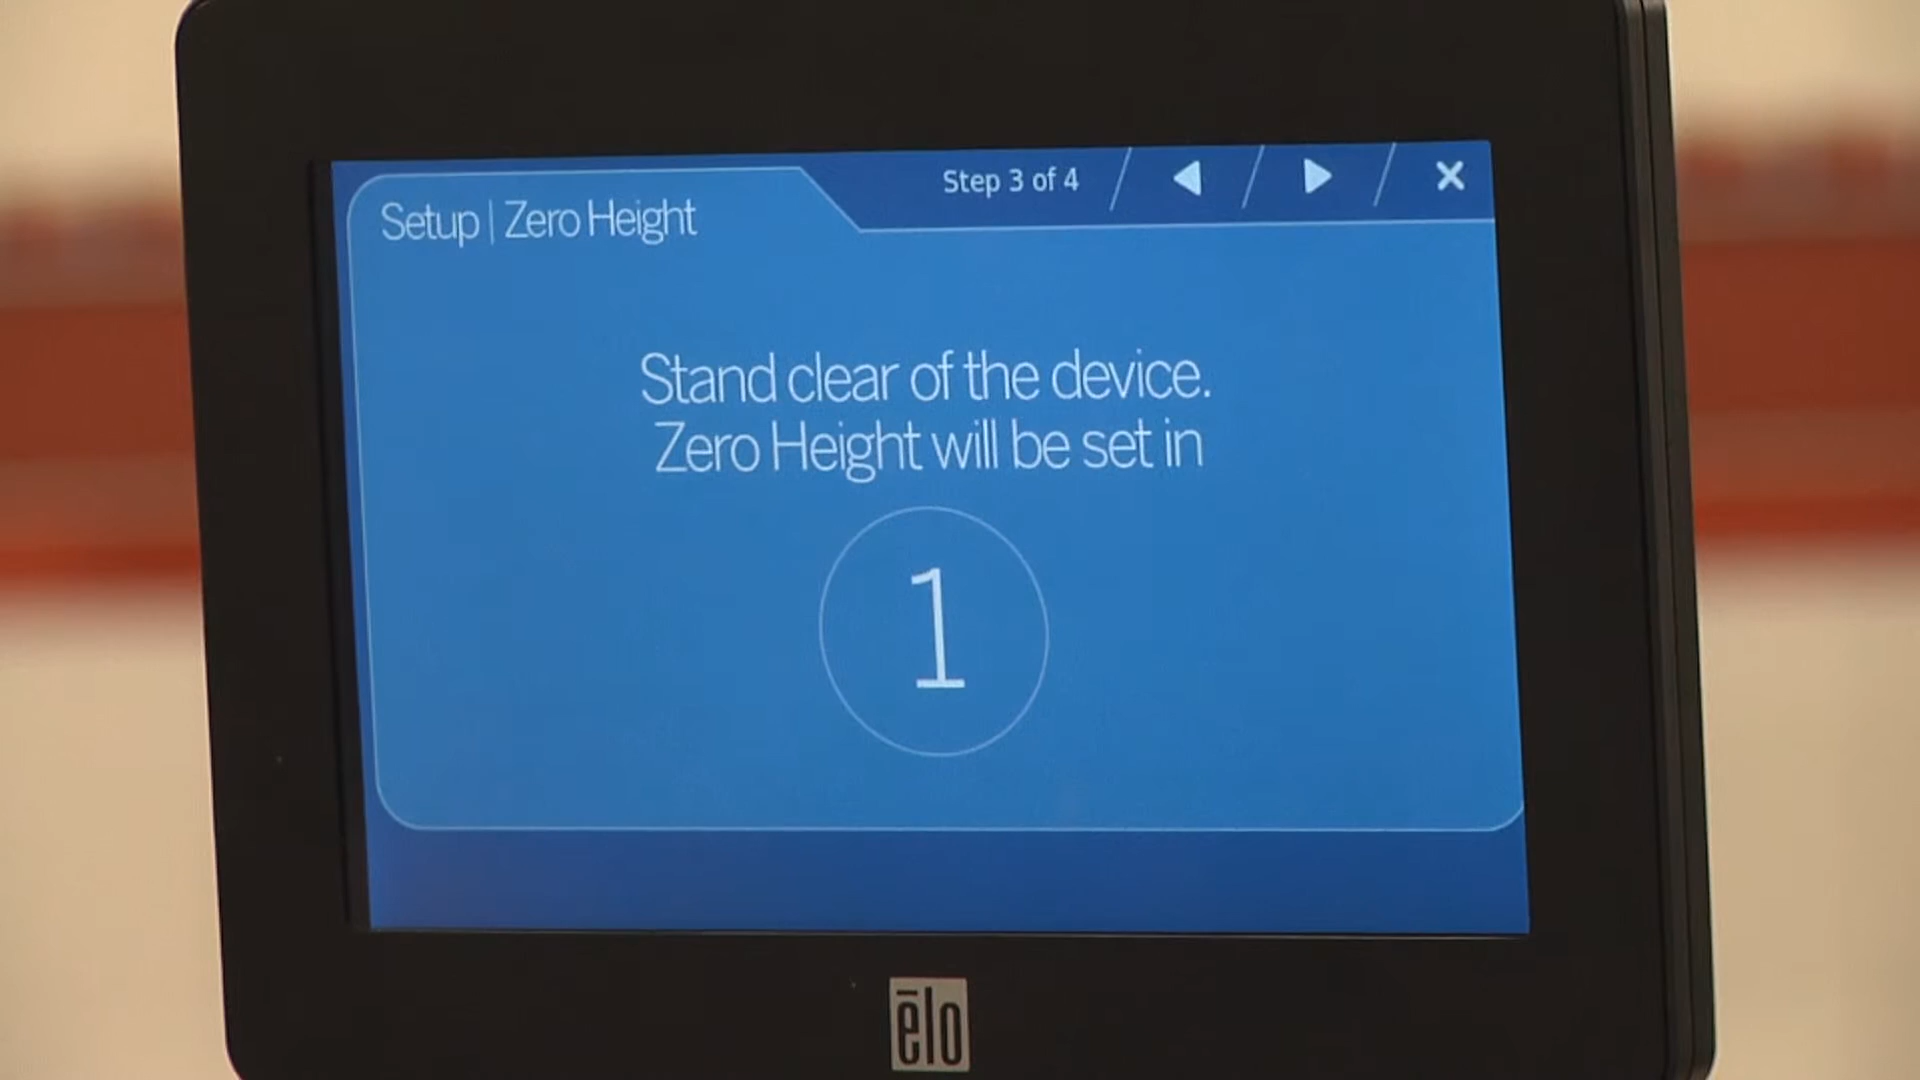 Step 3 of 4
Setup | Zero Height
Stand clear of the device.
Zero Height will be set in
1
ēlo